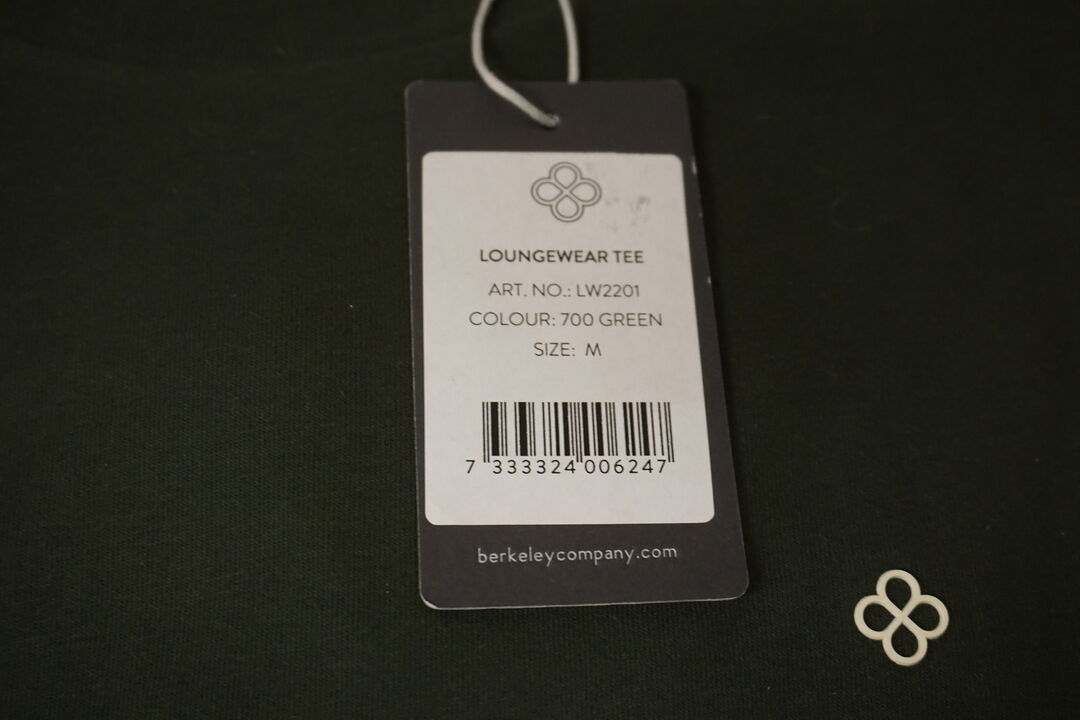 LOUNGEWEAR TEE
ART. NO.: LW2201
COLOUR: 700 GREEN
SIZE: M
7 333324 006247
berkeleycompany.com